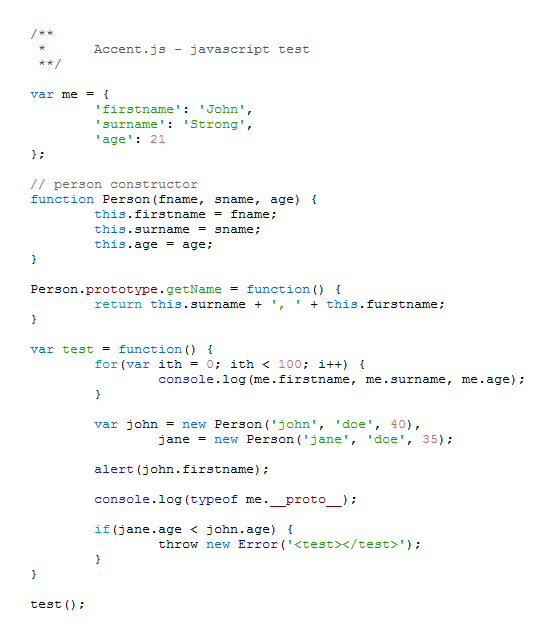 /**
 *      Accent.js - javascript test
 **/
var me = {
        'firstname': 'John',
        'surname': 'Strong',
        'age': 21
};
// person constructor
function Person(fname, sname, age) {
        this.firstname = fname;
        this.surname = sname;
        this.age = age;
}
Person.prototype.getName = function() {
        return this.surname + ', ' + this.furstname;
}
var test = function() {
        for(var ith = 0; ith < 100; i++) {
                console.log(me.firstname, me.surname, me.age);
        }
        var john = new Person('john', 'doe', 40),
                jane = new Person('jane', 'doe', 35);
        alert(john.firstname);
        console.log(typeof me.__proto__);
        if(jane.age < john.age) {
                throw new Error('<test></test>');
        }
}
test();